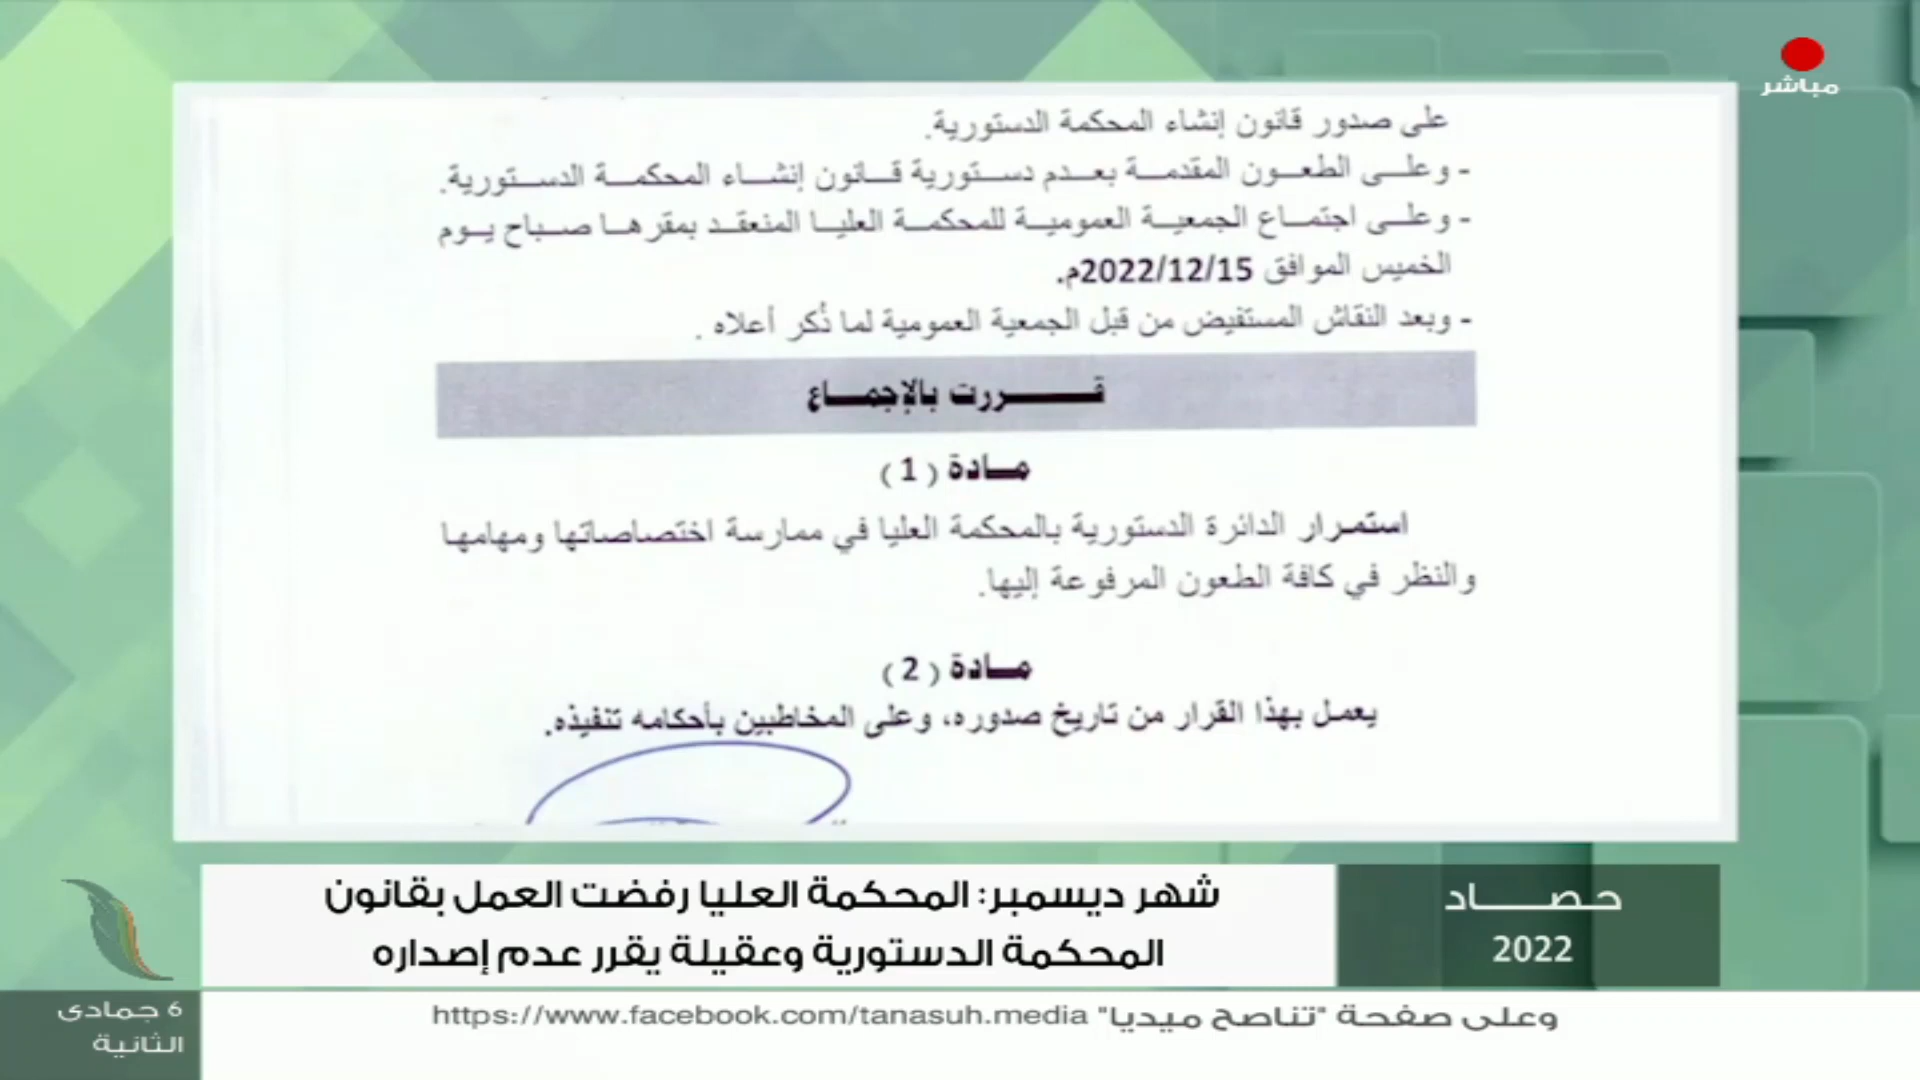 مباشر
على صدور قانون إنشاء المحكمة الدستورية.
- وعلى الطعون المقدمة بعدم دستورية قانون إنشاء المحكمة الدستورية.
- وعلى اجتماع الجمعية العمومية للمحكمة العليا المنعقد بمقرها صباح يوم
الخميس الموافق 2022/12/15م.
- وبعد النقاش المستفيض من قبل الجمعية العمومية لما ذُكر أعلاه .
قررت بالإجماع
مادة ( 1 )
استمرار الدائرة الدستورية بالمحكمة العليا في ممارسة اختصاصاتها ومهامها
والنظر في كافة الطعون المرفوعة إليها.
مادة ( 2 )
يعمل بهذا القرار من تاريخ صدوره، وعلى المخاطبين بأحكامه تنفيذه.
حصاد
2022
شهر ديسمبر: المحكمة العليا رفضت العمل بقانون
المحكمة الدستورية وعقيلة يقرر عدم إصداره
وعلى صفحة "تناصح ميديا" https://www.facebook.com/tanasuh.media
6 جمادى
الثانية